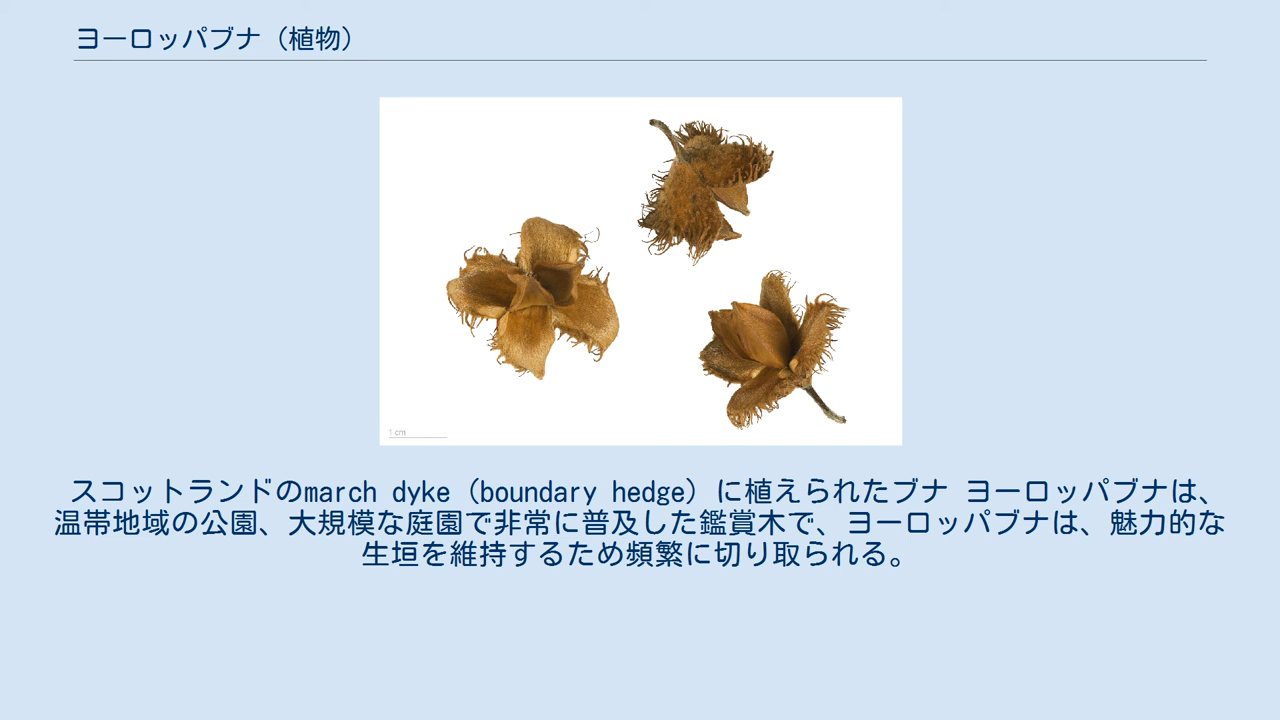 ヨーロッパブナ（植物）
1 cm
スコットランドのmarch dyke（boundary hedge）に植えられたブナ ヨーロッパブナは、
温帯地域の公園、大規模な庭園で非常に普及した鑑賞木で、ヨーロッパブナは、魅力的な
生垣を維持するため頻繁に切り取られる。